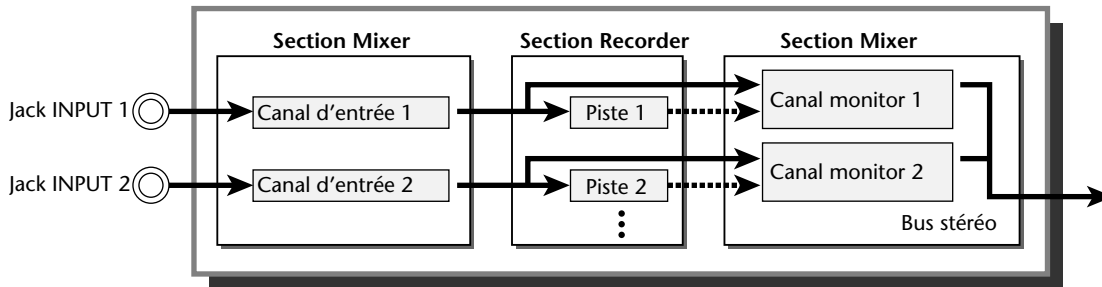 Section Mixer
Section Recorder
Section Mixer
Jack INPUT 1
Canal d'entrée 1
Piste 1
Canal monitor 1
Jack INPUT 2
Canal d'entrée 2
Piste 2
Canal monitor 2
Bus stéréo